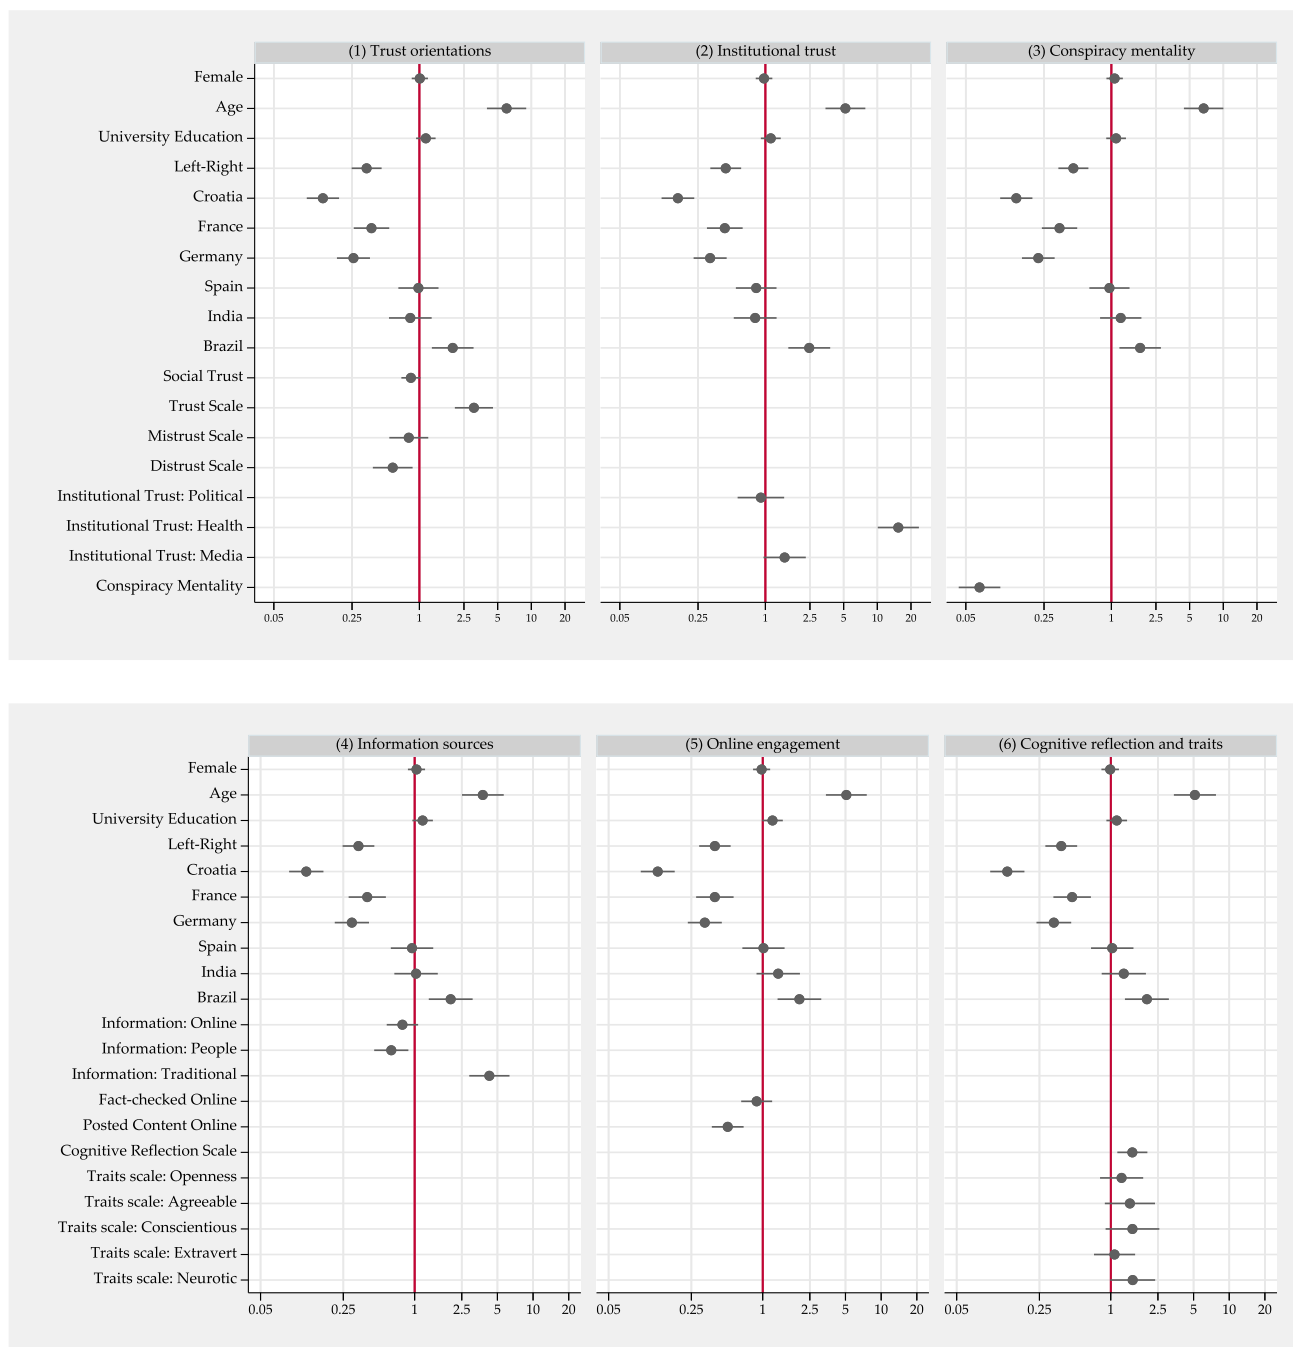 (1) Trust orientations (2) Institutional trust (3) Conspiracy mentality
Female
Age
University Education
Left-Right
Croatia
France
Germany
Spain
India
Brazil
Social Trust
Trust Scale
Mistrust Scale
Distrust Scale
Institutional Trust: Political
Institutional Trust: Health
Institutional Trust: Media
Conspiracy Mentality
0.05 0.25 1 2.5 5 10 20 0.05 0.25 1 2.5 5 10 20 0.05 0.25 1 2.5 5 10 20
(4) Information sources (5) Online engagement (6) Cognitive reflection and traits
Female
Age
University Education
Left-Right
Croatia
France
Germany
Spain
India
Brazil
Information: Online
Information: People
Information: Traditional
Fact-checked Online
Posted Content Online
Cognitive Reflection Scale
Traits scale: Openness
Traits scale: Agreeable
Traits scale: Conscientious
Traits scale: Extravert
Traits scale: Neurotic
0.05 0.25 1 2.5 5 10 20 0.05 0.25 1 2.5 5 10 20 0.05 0.25 1 2.5 5 10 20